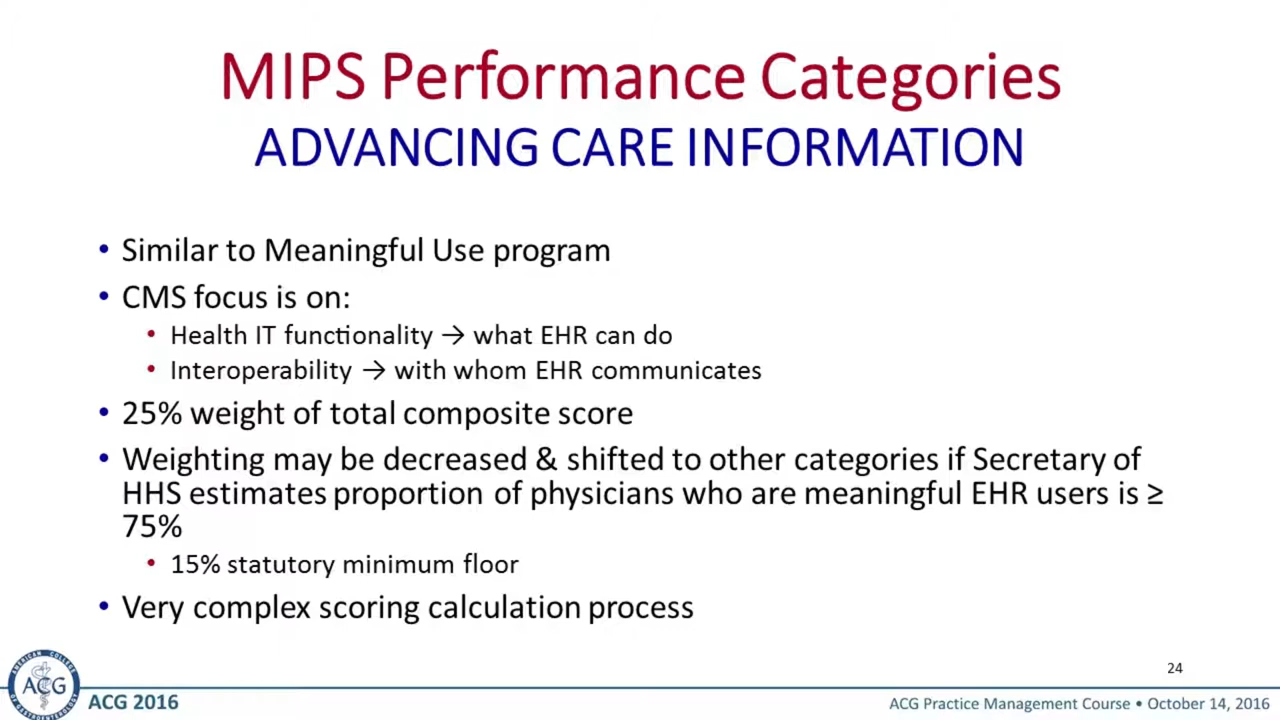 MIPS Performance Categories
ADVANCING CARE INFORMATION
• Similar to Meaningful Use program
• CMS focus is on:
• Health IT functionality → what EHR can do
• Interoperability → with whom EHR communicates
• 25% weight of total composite score
• Weighting may be decreased & shifted to other categories if Secretary of
HHS estimates proportion of physicians who are meaningful EHR users is ≥
75%
• 15% statutory minimum floor
• Very complex scoring calculation process
24
AMERICAN COLLEGE
ACG
OF GASTROENTEROLOGY
ACG 2016
ACG Practice Management Course • October 14, 2016